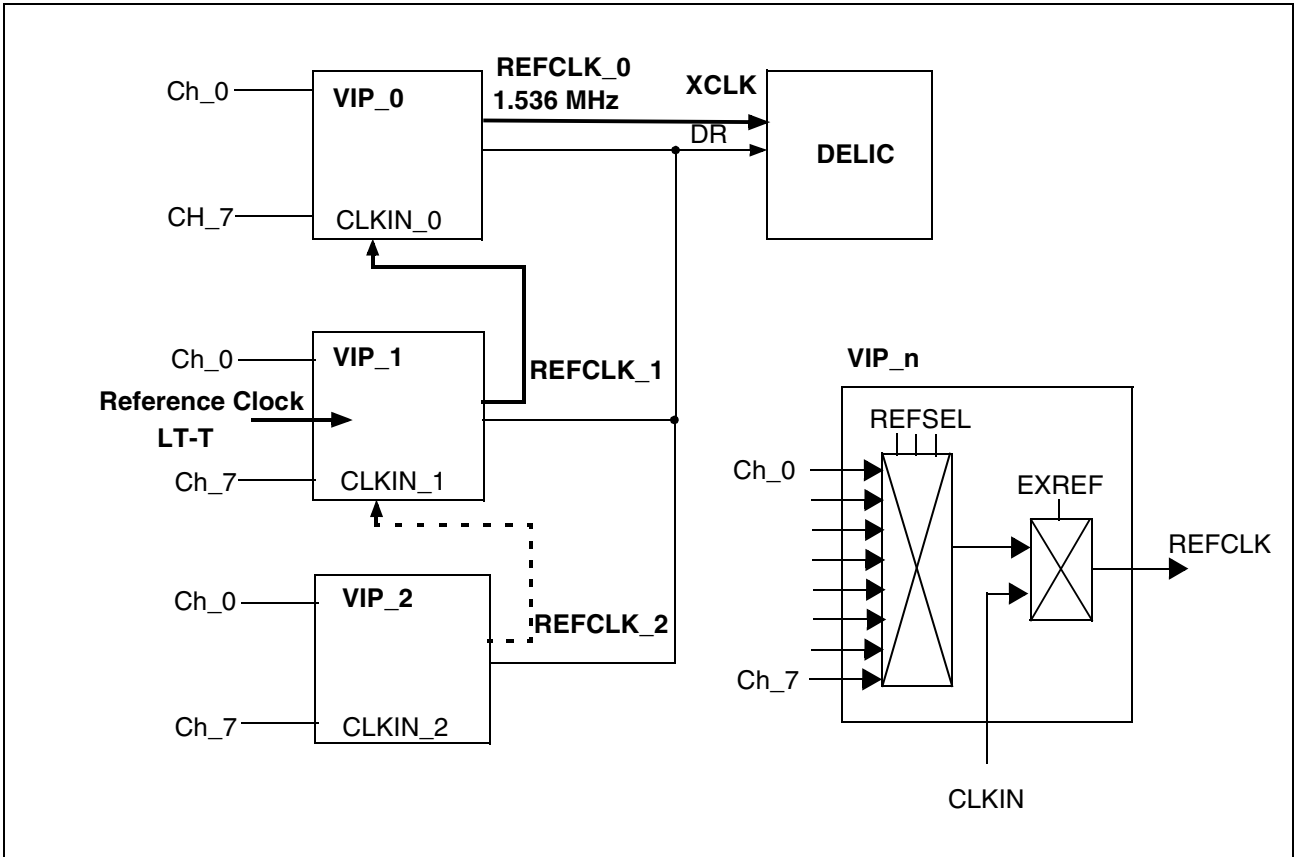 Ch_0
VIP_0
CH_7
CLKIN_0
REFCLK_0
1.536 MHz
XCLK
DR
DELIC
Ch_0
VIP_1
Reference Clock
LT-T
Ch_7
CLKIN_1
REFCLK_1
Ch_0
VIP_2
Ch_7
CLKIN_2
REFCLK_2
VIP_n
REFSEL
Ch_0
EXREF
REFCLK
Ch_7
CLKIN